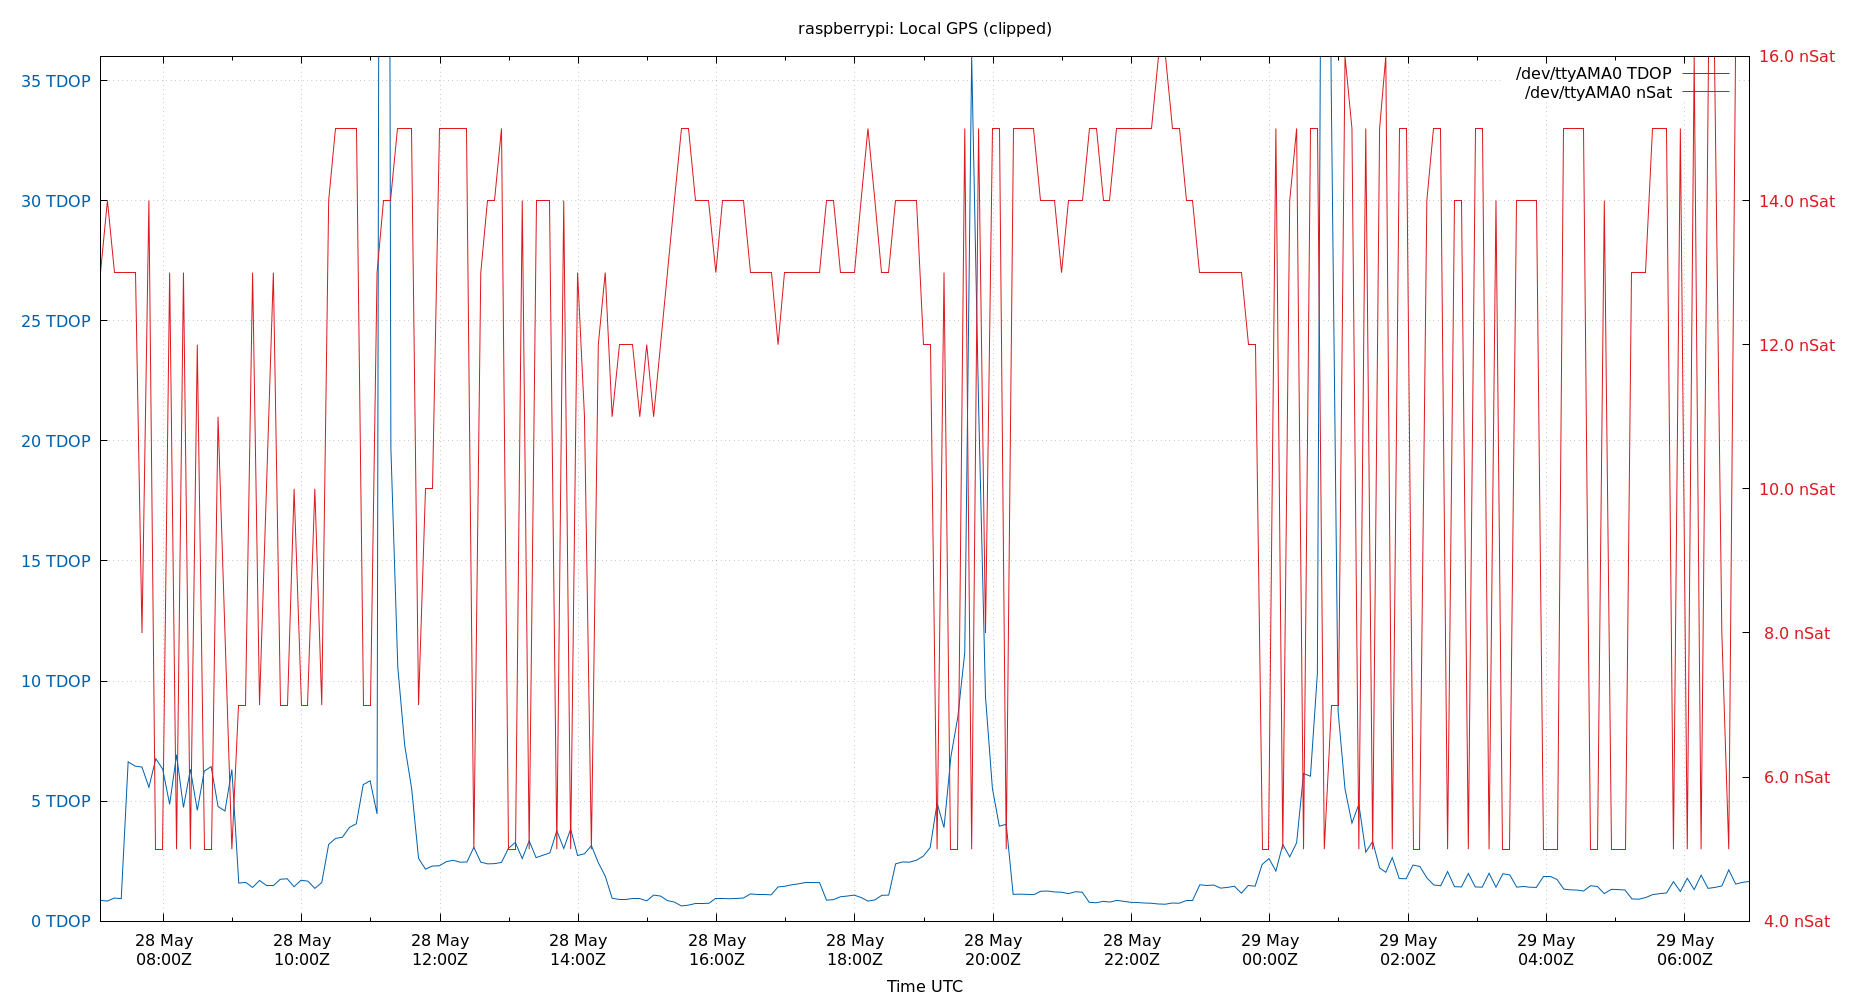 raspberrypi: Local GPS (clipped)
/dev/ttyAMA0 TDOP
/dev/ttyAMA0 nSat
35 TDOP
30 TDOP
25 TDOP
20 TDOP
15 TDOP
10 TDOP
5 TDOP
0 TDOP
16.0 nSat
14.0 nSat
12.0 nSat
10.0 nSat
8.0 nSat
6.0 nSat
4.0 nSat
28 May
08:00Z
28 May
10:00Z
28 May
12:00Z
28 May
14:00Z
28 May
16:00Z
28 May
18:00Z
28 May
20:00Z
28 May
22:00Z
29 May
00:00Z
29 May
02:00Z
29 May
04:00Z
29 May
06:00Z
Time UTC